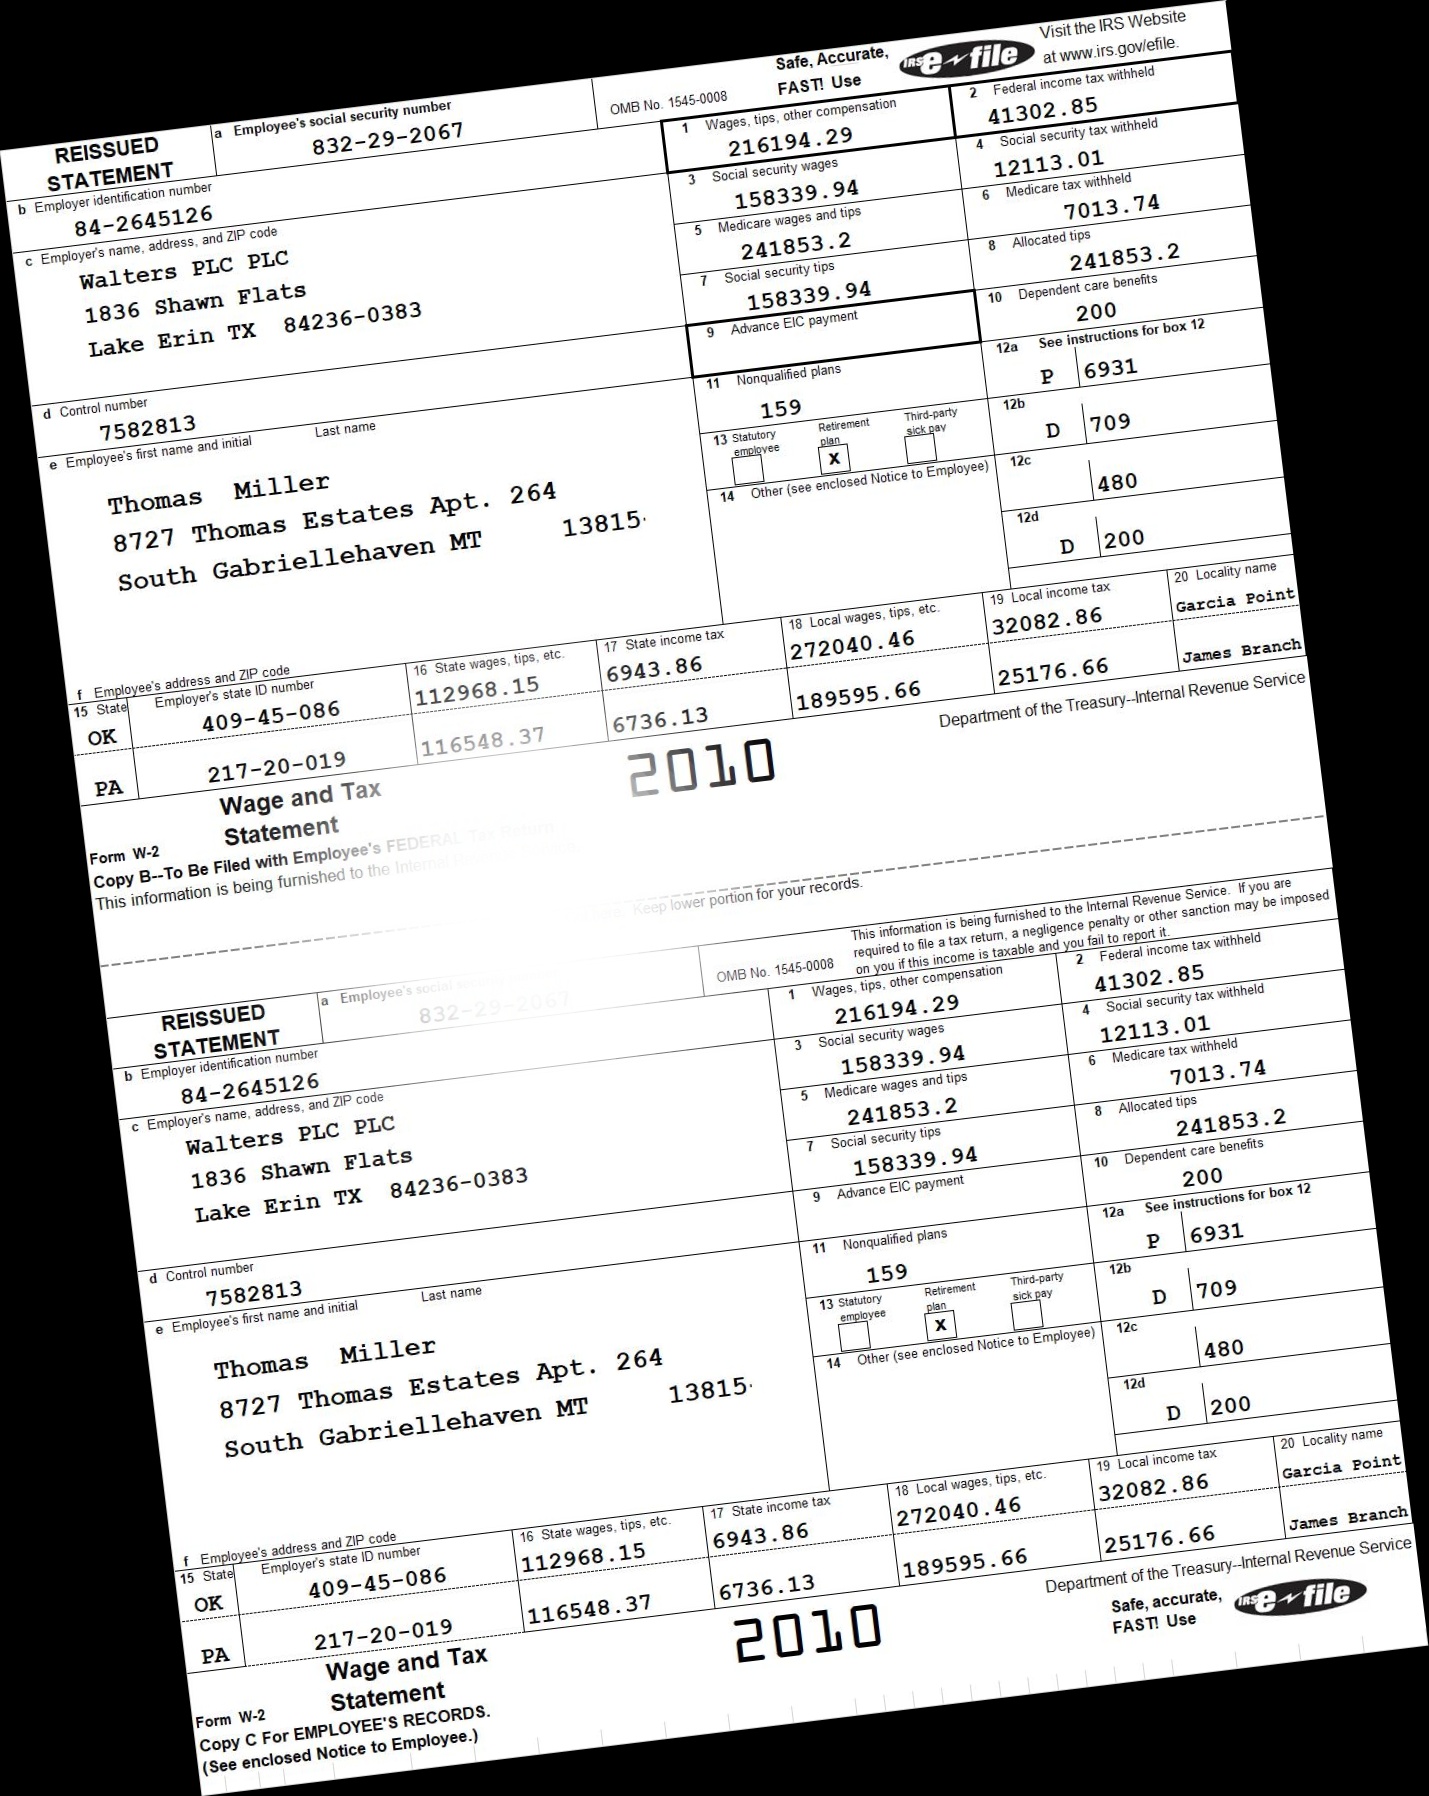 Safe, Accurate,
FAST! Use
IRS e-file
Visit the IRS Website
at www.irs.gov/efile.
REISSUED
STATEMENT
a Employee's social security number
832-29-2067
OMB No. 1545-0008
1 Wages, tips, other compensation
216194.29
2 Federal income tax withheld
41302.85
b Employer identification number
84-2645126
3 Social security wages
158339.94
4 Social security tax withheld
12113.01
c Employer's name, address, and ZIP code
Walters PLC PLC
1836 Shawn Flats
Lake Erin TX 84236-0383
5 Medicare wages and tips
241853.2
6 Medicare tax withheld
7013.74
7 Social security tips
158339.94
8 Allocated tips
241853.2
9 Advance EIC payment
10 Dependent care benefits
200
d Control number
7582813
11 Nonqualified plans
159
12a See instructions for box 12
P 6931
e Employee's first name and initial Last name
Thomas Miller
8727 Thomas Estates Apt. 264
South Gabriellehaven MT 13815
13 Statutory employee
Retirement plan
X
Third-party sick pay
12b
D 709
14 Other (see enclosed Notice to Employee)
12c
480
12d
D 200
f Employee's address and ZIP code
15 State Employer's state ID number
OK 409-45-086
PA 217-20-019
16 State wages, tips, etc.
112968.15
116548.37
17 State income tax
6943.86
6736.13
18 Local wages, tips, etc.
272040.46
189595.66
19 Local income tax
32082.86
25176.66
20 Locality name
Garcia Point
James Branch
Form W-2
Wage and Tax
Statement
2010
Department of the Treasury--Internal Revenue Service
Copy B--To Be Filed with Employee's FEDERAL Tax Return
This information is being furnished to the Internal
Keep lower portion for your records.
This information is being furnished to the Internal Revenue Service. If you are
required to file a tax return, a negligence penalty or other sanction may be imposed
on you if this income is taxable and you fail to report it.
REISSUED
STATEMENT
a Employee's social
832-29-2067
OMB No. 1545-0008
1 Wages, tips, other compensation
216194.29
2 Federal income tax withheld
41302.85
b Employer identification number
84-2645126
3 Social security wages
158339.94
4 Social security tax withheld
12113.01
c Employer's name, address, and ZIP code
Walters PLC PLC
1836 Shawn Flats
Lake Erin TX 84236-0383
5 Medicare wages and tips
241853.2
6 Medicare tax withheld
7013.74
7 Social security tips
158339.94
8 Allocated tips
241853.2
9 Advance EIC payment
10 Dependent care benefits
200
d Control number
7582813
11 Nonqualified plans
159
12a See instructions for box 12
P 6931
e Employee's first name and initial Last name
Thomas Miller
8727 Thomas Estates Apt. 264
South Gabriellehaven MT 13815
13 Statutory employee
Retirement plan
X
Third-party sick pay
12b
D 709
14 Other (see enclosed Notice to Employee)
12c
480
12d
D 200
f Employee's address and ZIP code
15 State Employer's state ID number
OK 409-45-086
PA 217-20-019
16 State wages, tips, etc.
112968.15
116548.37
17 State income tax
6943.86
6736.13
18 Local wages, tips, etc.
272040.46
189595.66
19 Local income tax
32082.86
25176.66
20 Locality name
Garcia Point
James Branch
Form W-2
Wage and Tax
Statement
2010
Department of the Treasury--Internal Revenue Service
Safe, accurate,
FAST! Use
IRS e-file
Copy C For EMPLOYEE'S RECORDS.
(See enclosed Notice to Employee.)